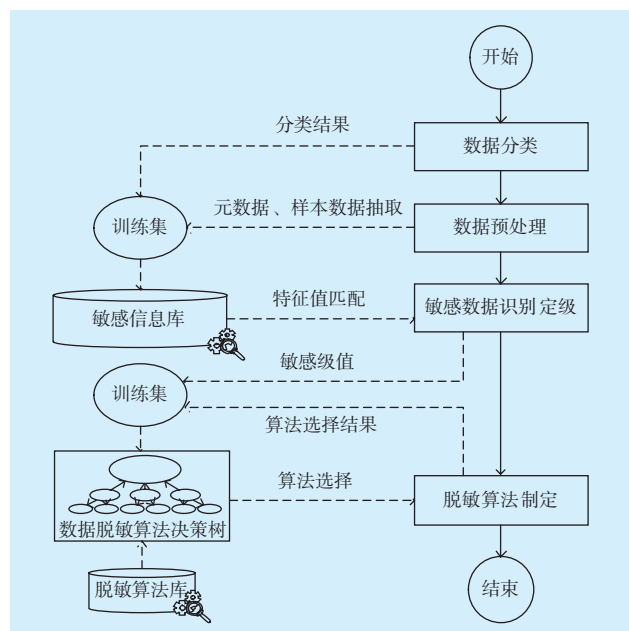 开始
分类结果
数据分类
元数据、样本数据抽取
训练集
数据预处理
特征值匹配
敏感信息库
敏感数据识别定级
敏感级值
训练集
算法选择结果
算法选择
脱敏算法制定
数据脱敏算法决策树
脱敏算法库
结束